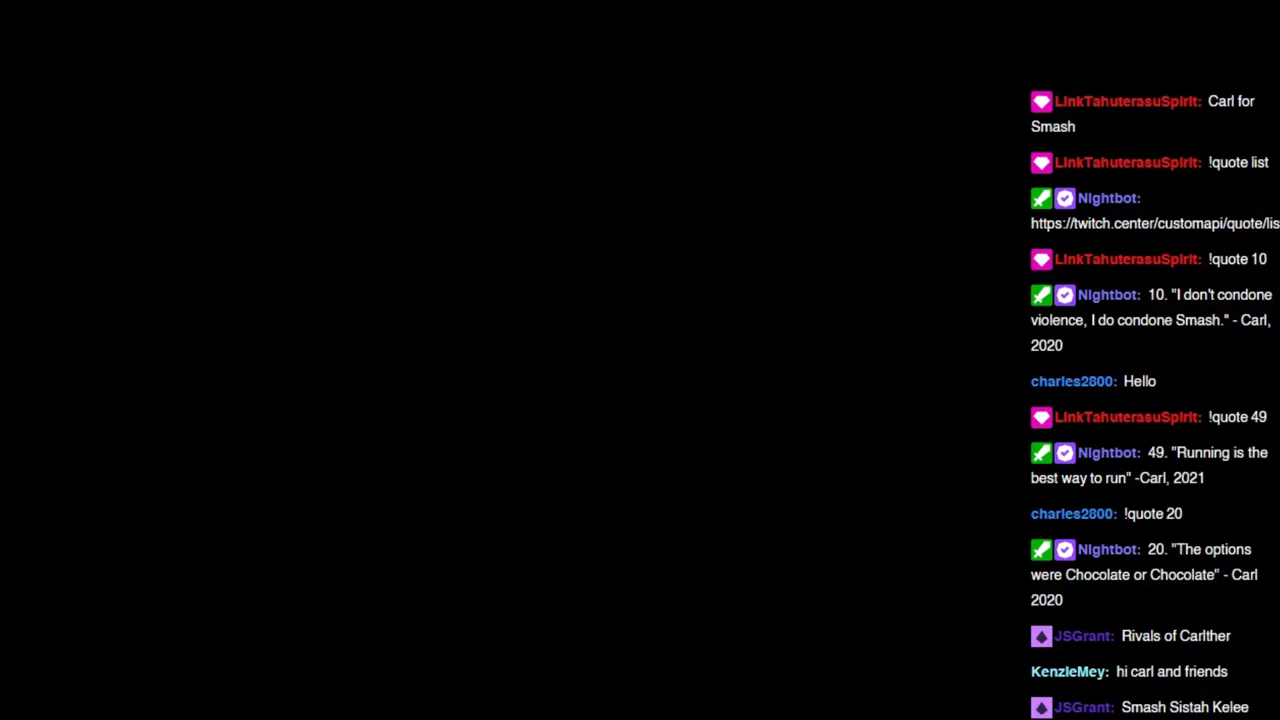 LinkTahuterasuSpirit: Carl for
Smash
LinkTahuterasuSpirit: !quote list
Nightbot:
https://twitch.center/customapi/quote/lis
LinkTahuterasuSpirit: !quote 10
Nightbot: 10. "I don't condone
violence, I do condone Smash." - Carl,
2020
charles2800: Hello
LinkTahuterasuSpirit: !quote 49
Nightbot: 49. "Running is the
best way to run" -Carl, 2021
charles2800: !quote 20
Nightbot: 20. "The options
were Chocolate or Chocolate" - Carl
2020
JSGrant: Rivals of Carlther
KenzieMey: hi carl and friends
JSGrant: Smash Sistah Kelee